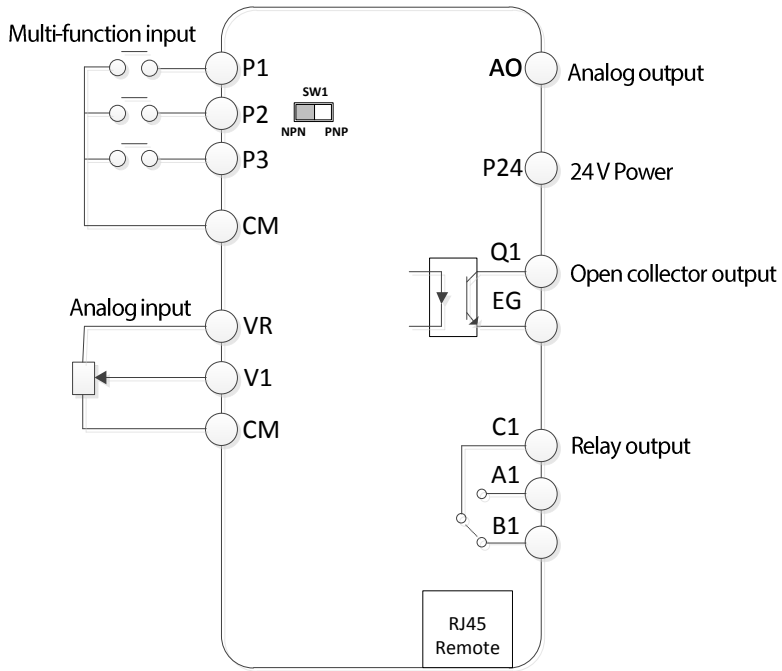 Multi-function input
P1
P2
P3
CM
SW1
NPN PNP
Analog input
VR
V1
CM
AO Analog output
P24 24 V Power
Q1 Open collector output
EG
C1 Relay output
A1
B1
RJ45
Remote